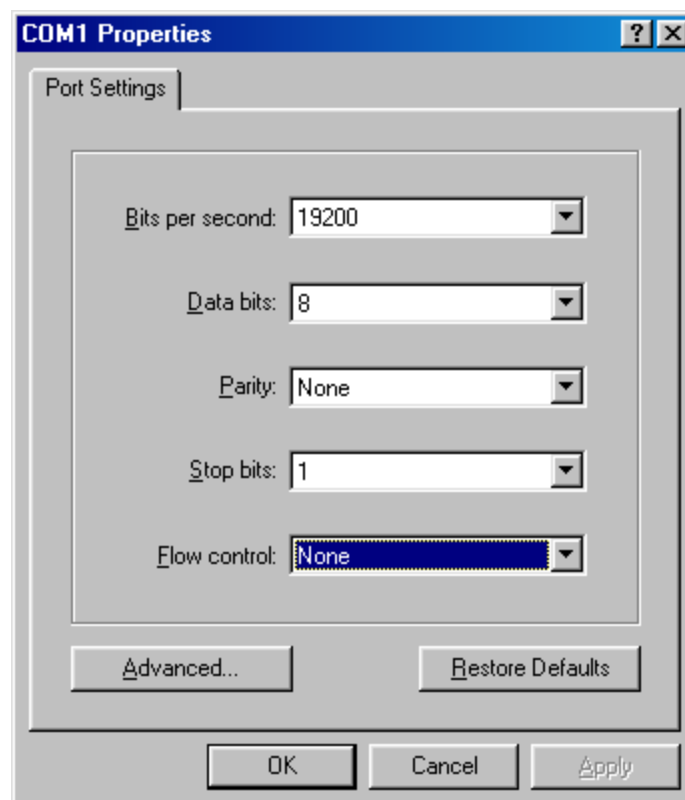 COM1 Properties
Port Settings
Bits per second: 19200
Data bits: 8
Parity: None
Stop bits: 1
Flow control: None
Advanced... Restore Defaults
OK Cancel Apply